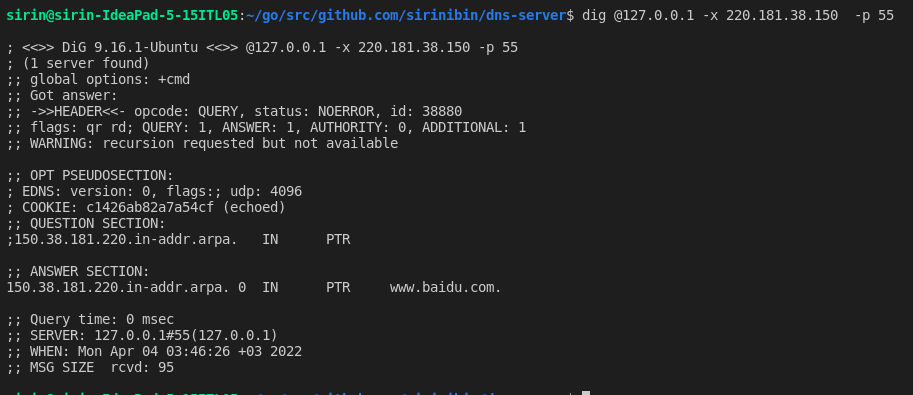 sirin@sirin-IdeaPad-5-15ITL05:~/go/src/github.com/sirinibin/dns-server$ dig @127.0.0.1 -x 220.181.38.150  -p 55
; <<>> DiG 9.16.1-Ubuntu <<>> @127.0.0.1 -x 220.181.38.150 -p 55
; (1 server found)
;; global options: +cmd
;; Got answer:
;; ->>HEADER<<- opcode: QUERY, status: NOERROR, id: 38880
;; flags: qr rd; QUERY: 1, ANSWER: 1, AUTHORITY: 0, ADDITIONAL: 1
;; WARNING: recursion requested but not available
;; OPT PSEUDOSECTION:
; EDNS: version: 0, flags:; udp: 4096
; COOKIE: c1426ab82a7a54cf (echoed)
;; QUESTION SECTION:
;150.38.181.220.in-addr.arpa.   IN      PTR
;; ANSWER SECTION:
150.38.181.220.in-addr.arpa. 0  IN      PTR     www.baidu.com.
;; Query time: 0 msec
;; SERVER: 127.0.0.1#55(127.0.0.1)
;; WHEN: Mon Apr 04 03:46:26 +03 2022
;; MSG SIZE  rcvd: 95